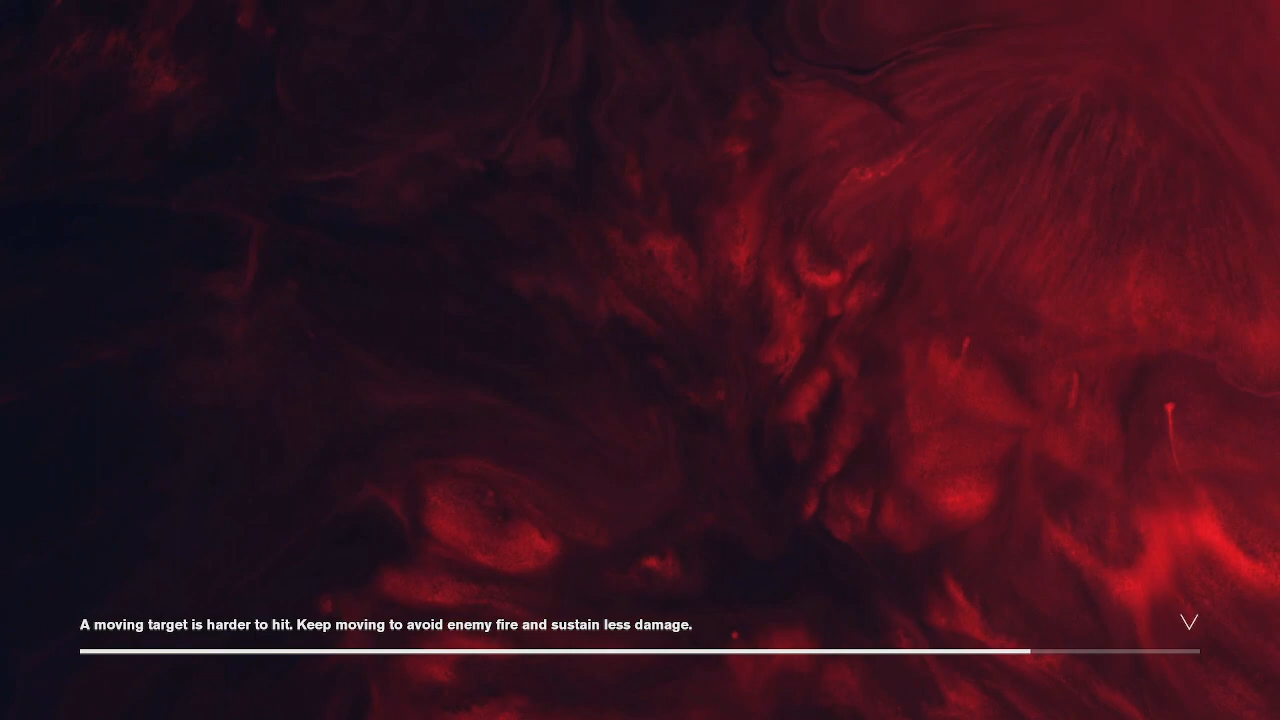 A moving target is harder to hit. Keep moving to avoid enemy fire and sustain less damage.